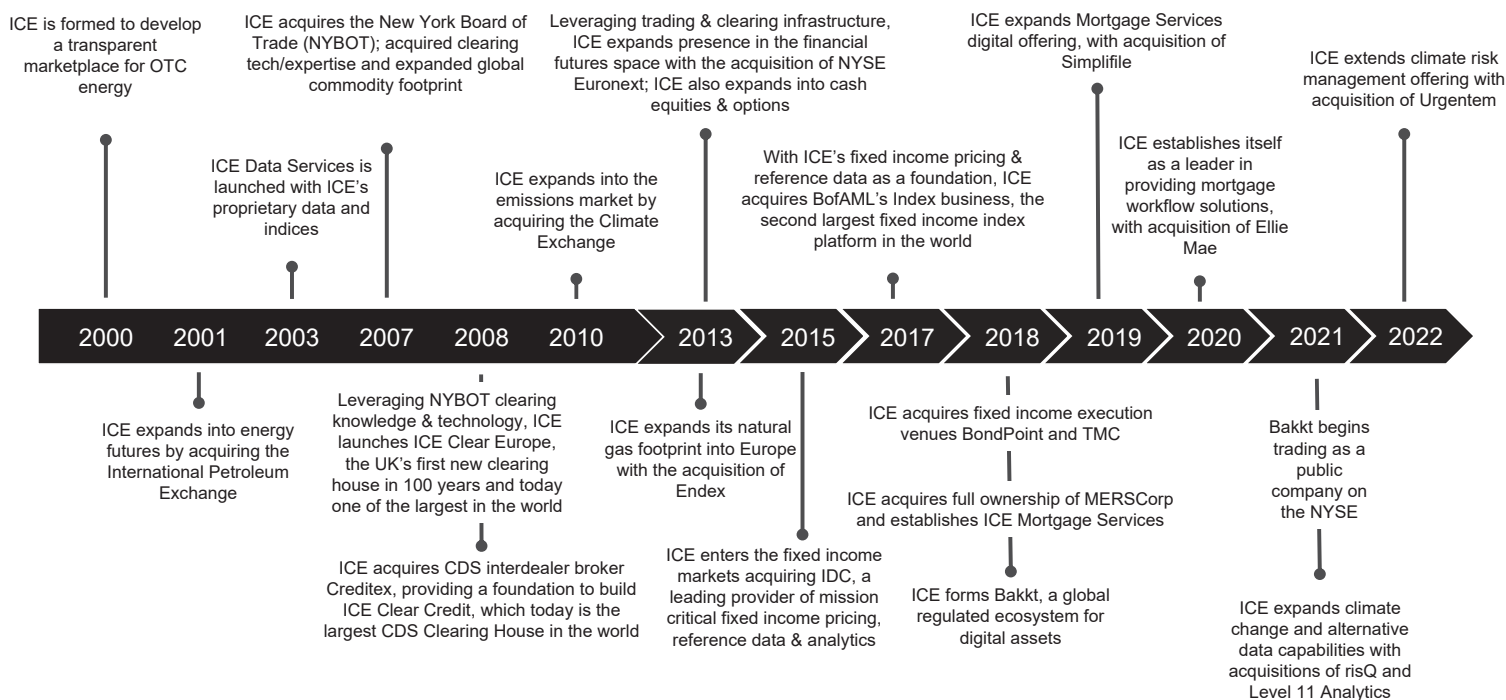 ICE is formed to develop
a transparent
marketplace for OTC
energy
ICE acquires the New York Board of
Trade (NYBOT); acquired clearing
tech/expertise and expanded global
commodity footprint
Leveraging trading & clearing infrastructure,
ICE expands presence in the financial
futures space with the acquisition of NYSE
Euronext; ICE also expands into cash
equities & options
ICE expands Mortgage Services
digital offering, with acquisition of
Simplifile
ICE extends climate risk
management offering with
acquisition of Urgentem
ICE Data Services is
launched with ICE's
proprietary data and
indices
ICE expands into the
emissions market by
acquiring the Climate
Exchange
With ICE's fixed income pricing &
reference data as a foundation, ICE
acquires BofAML's Index business, the
second largest fixed income index
platform in the world
ICE establishes itself
as a leader in
providing mortgage
workflow solutions,
with acquisition of Ellie
Mae
2000 2001 2003 2007 2008 2010 2013 2015 2017 2018 2019 2020 2021 2022
ICE expands into energy
futures by acquiring the
International Petroleum
Exchange
Leveraging NYBOT clearing
knowledge & technology, ICE
launches ICE Clear Europe,
the UK's first new clearing
house in 100 years and today
one of the largest in the world
ICE acquires CDS interdealer broker
Creditex, providing a foundation to build
ICE Clear Credit, which today is the
largest CDS Clearing House in the world
ICE expands its natural
gas footprint into Europe
with the acquisition of
Endex
ICE enters the fixed income
markets acquiring IDC, a
leading provider of mission
critical fixed income pricing,
reference data & analytics
ICE acquires fixed income execution
venues BondPoint and TMC
ICE acquires full ownership of MERSCorp
and establishes ICE Mortgage Services
ICE forms Bakkt, a global
regulated ecosystem for
digital assets
Bakkt begins
trading as a
public
company on
the NYSE
ICE expands climate
change and alternative
data capabilities with
acquisitions of risQ and
Level 11 Analytics